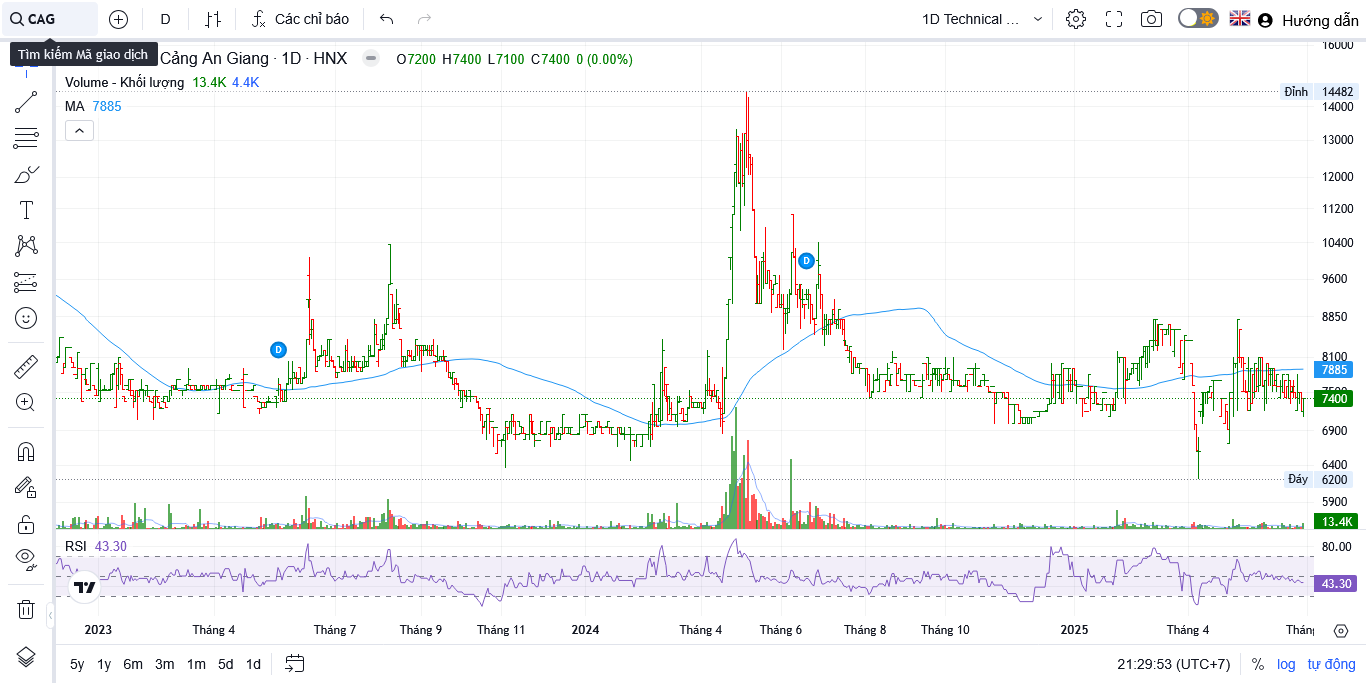 CAG D Các chỉ báo 1D Technical ... Hướng dẫn
Tìm kiếm Mã giao dịch
Cảng An Giang · 1D · HNX O7200 H7400 L7100 C7400 0 (0.00%)
Volume - Khối lượng 13.4K 4.4K
MA 7885
16000
Đỉnh 14482
14000
13000
12000
11200
10400
9600
8850
8100
7885
7400
6900
6400
Đáy 6200
5900
13.4K
D
D
T
RSI 43.30
80.00
43.30
2023 Tháng 4 Tháng 7 Tháng 9 Tháng 11 2024 Tháng 4 Tháng 6 Tháng 8 Tháng 10 2025 Tháng 4
5y 1y 6m 3m 1m 5d 1d 21:29:53 (UTC+7) % log tự động